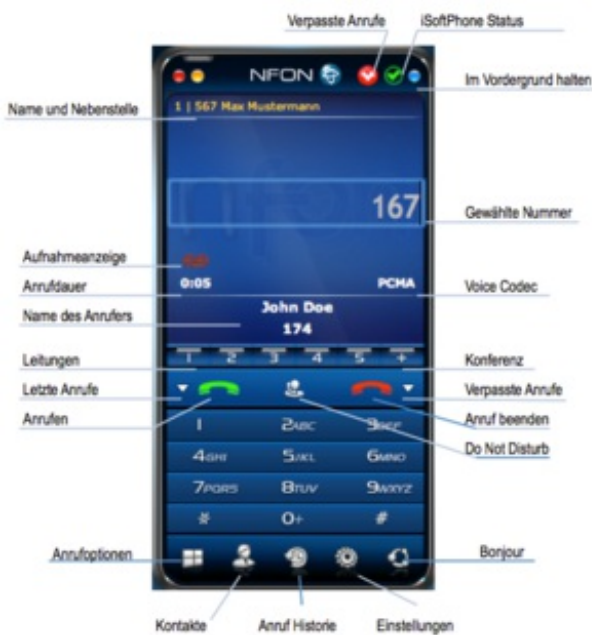 Verpasste Anrufe
iSoftPhone Status
NFON
Im Vordergrund halten
Name und Nebenstelle
1 | 567 Max Mustermann
167
Gewählte Nummer
Aufnahmeanzeige
Anrufdauer
0:05
PCMA
Voice Codec
Name des Anrufers
John Doe
174
Leitungen
1 2 3 4 5 +
Konferenz
Letzte Anrufe
Verpasste Anrufe
Anrufen
Anruf beenden
Do Not Disturb
1 2ABC 3DEF
4GHI 5JKL 6MNO
7PQRS 8TUV 9WXYZ
* 0+ #
Anrufoptionen
Bonjour
Kontakte
Anruf Historie
Einstellungen